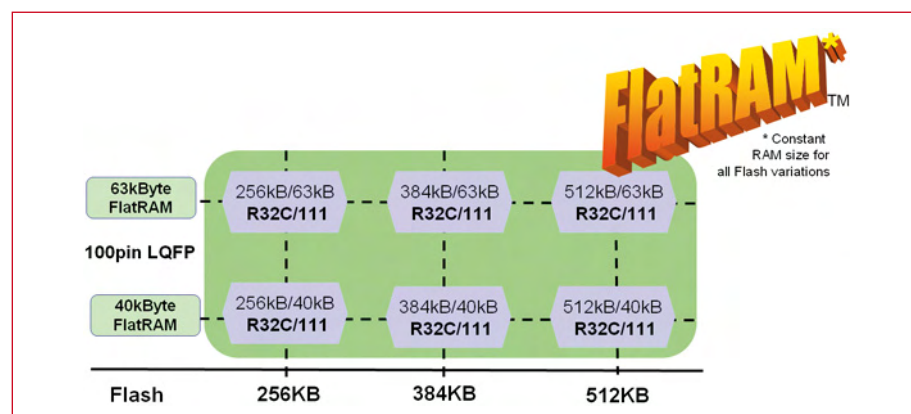 FlatRAM*
TM
* Constant
RAM size for
all Flash variations
63kByte
FlatRAM
256kB/63kB
R32C/111
384kB/63kB
R32C/111
512kB/63kB
R32C/111
100pin LQFP
40kByte
FlatRAM
256kB/40kB
R32C/111
384kB/40kB
R32C/111
512kB/40kB
R32C/111
Flash
256KB
384KB
512KB